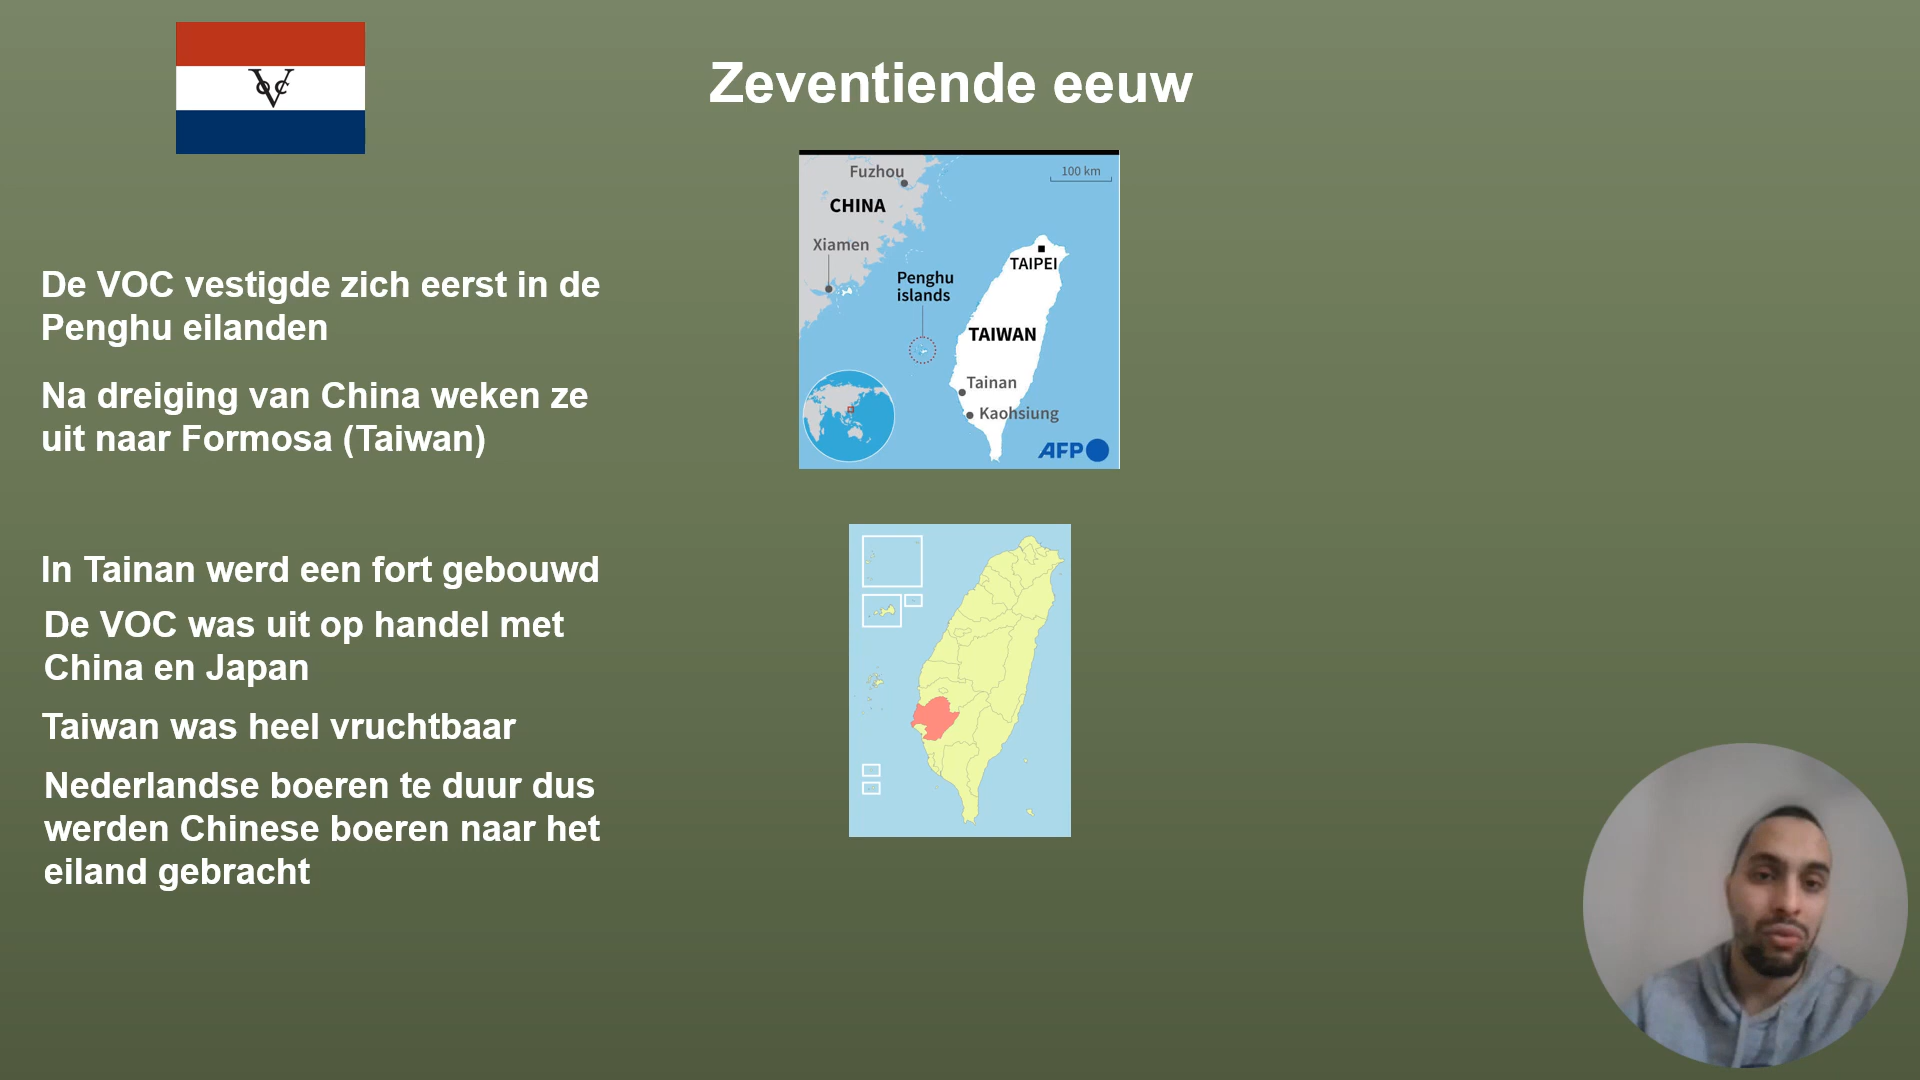 VOC
Zeventiende eeuw
Fuzhou
100 km
CHINA
Xiamen
TAIPEI
Penghu
islands
TAIWAN
Tainan
Kaohsiung
AFP
De VOC vestigde zich eerst in de
Penghu eilanden
Na dreiging van China weken ze
uit naar Formosa (Taiwan)
In Tainan werd een fort gebouwd
De VOC was uit op handel met
China en Japan
Taiwan was heel vruchtbaar
Nederlandse boeren te duur dus
werden Chinese boeren naar het
eiland gebracht